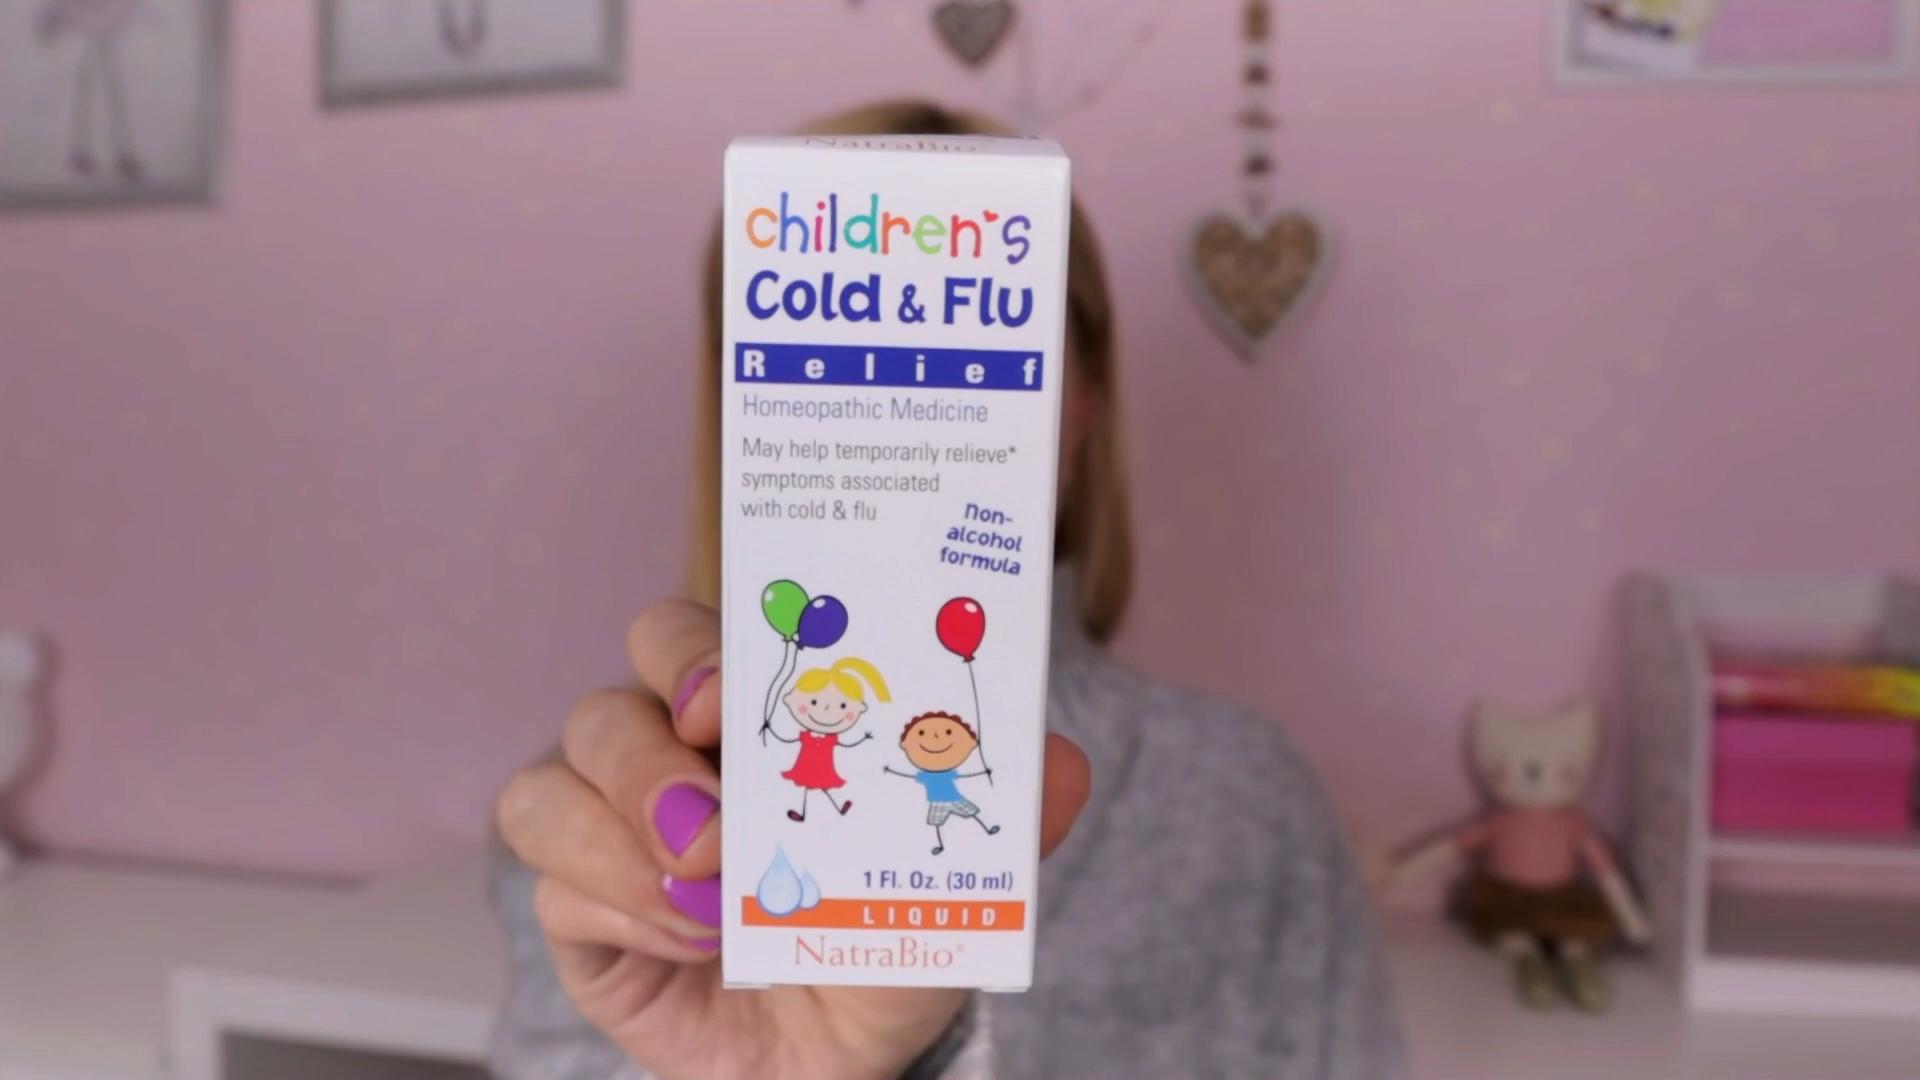 NatraBio
children's
Cold & Flu
Relief
Homeopathic Medicine
May help temporarily relieve*
symptoms associated
with cold & flu
Non-
alcohol
formula
1 Fl. Oz. (30 ml)
LIQUID
NatraBio®